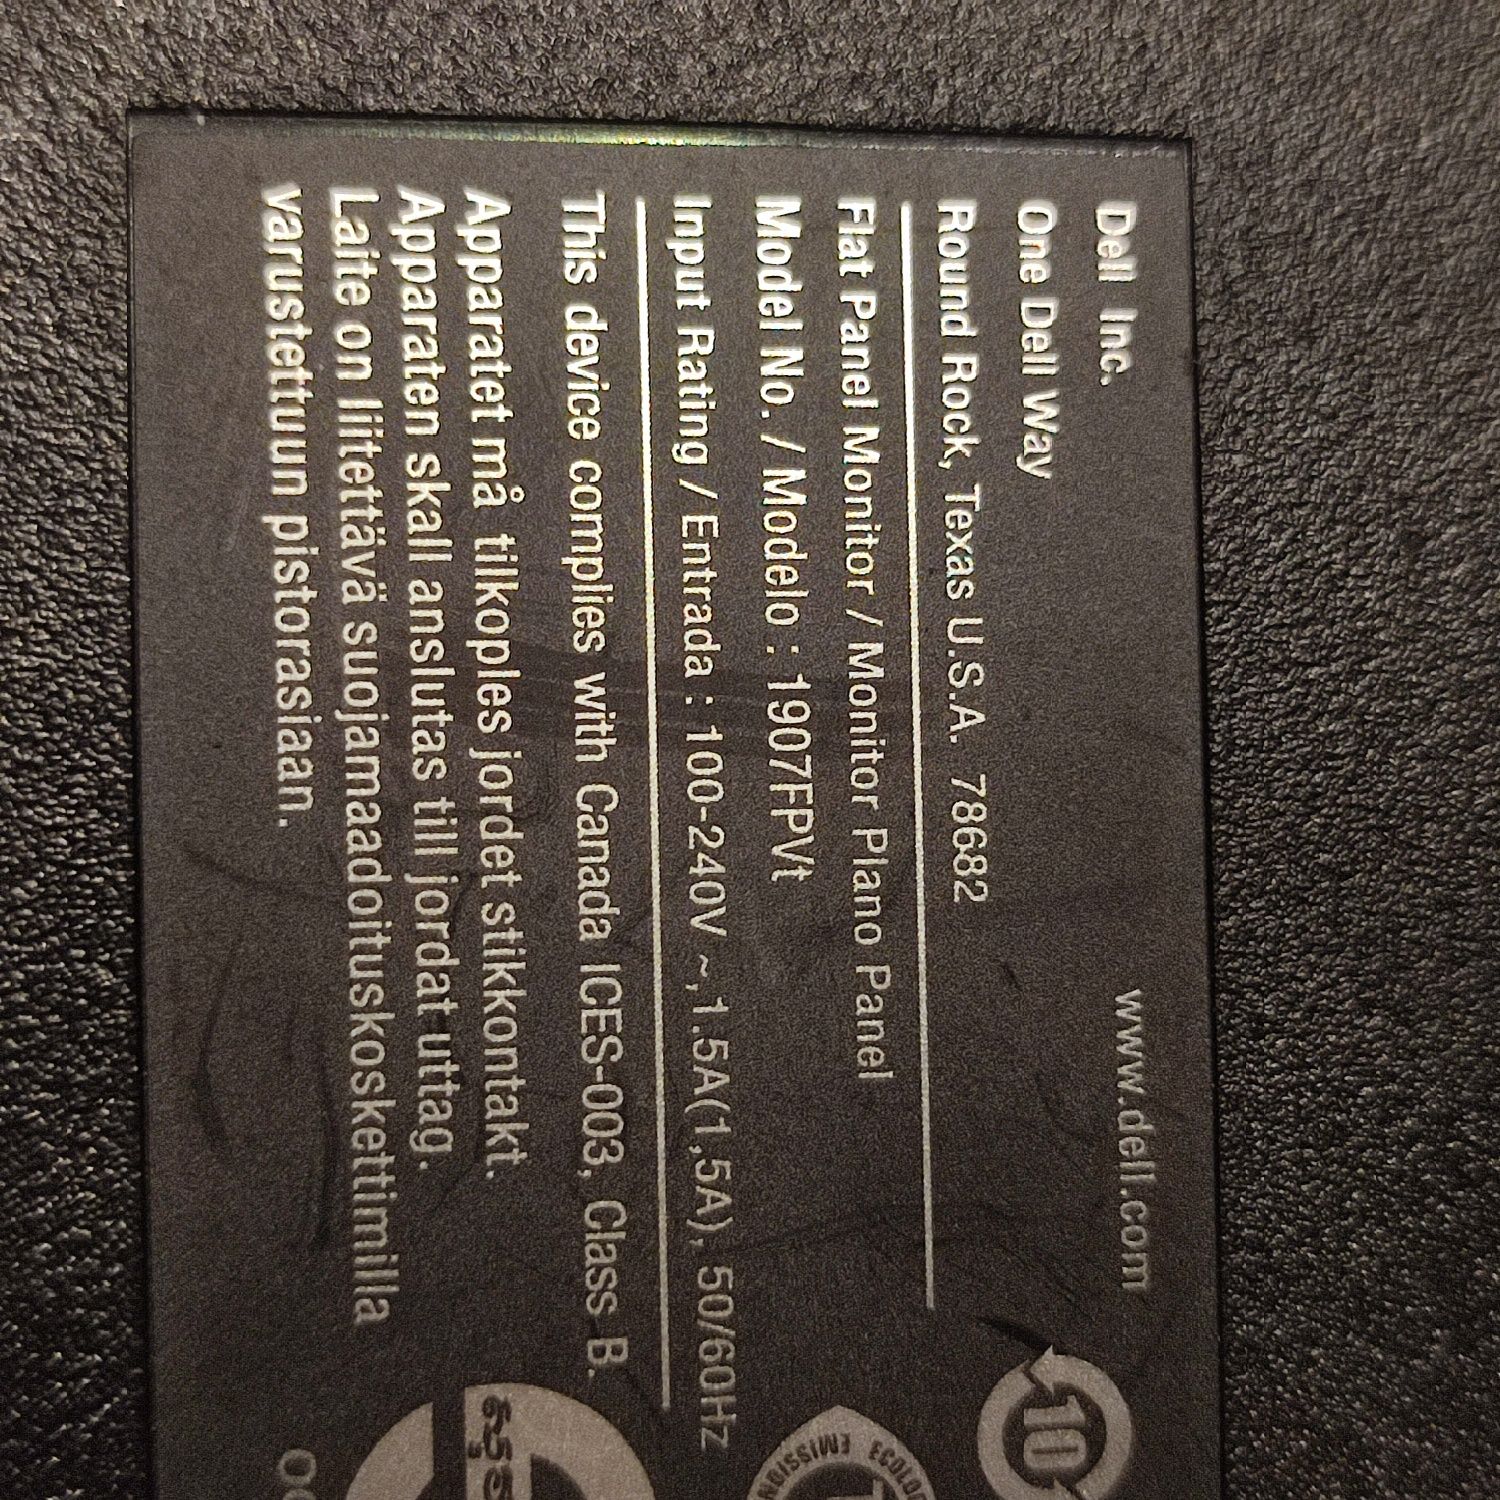 Dell Inc.
www.dell.com
One Dell Way
Round Rock, Texas U.S.A. 78682
Flat Panel Monitor / Monitor Plano Panel
Model No. / Modelo : 1907FPVt
Input Rating / Entrada : 100-240V ~, 1.5A(1,5A), 50/60Hz
This device complies with Canada ICES-003, Class B.
Apparatet må tilkoples jordet stikkontakt.
Apparaten skall anslutas till jordat uttag.
Laite on liitettävä suojamaadoituskoskettimilla
varustettuun pistorasiaan.
10
TCO'03